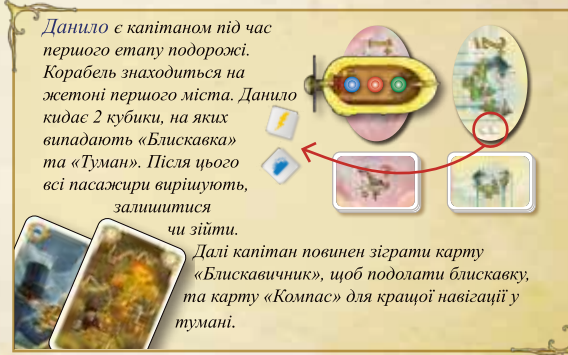 Данило є капітаном під час
першого етапу подорожі.
Корабель знаходиться на
жетоні першого міста. Данило
кидає 2 кубики, на яких
випадають «Блискавка»
та «Туман». Після цього
всі пасажири вирішують,
залишитися
чи зійти.
Далі капітан повинен зіграти карту
«Блискавичник», щоб подолати блискавку,
та карту «Компас» для кращої навігації у
тумані.